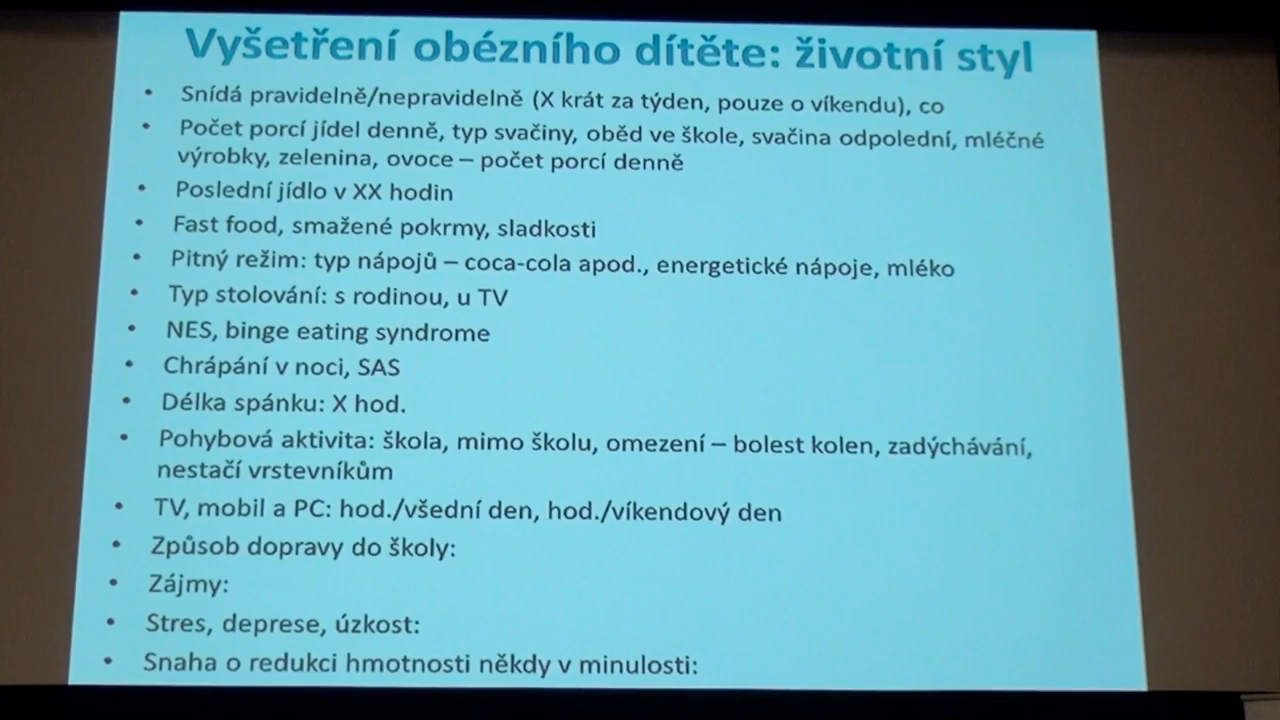 Vyšetření obézního dítěte: životní styl
• Snídá pravidelně/nepravidelně (X krát za týden, pouze o víkendu), co
• Počet porcí jídel denně, typ svačiny, oběd ve škole, svačina odpolední, mléčné
výrobky, zelenina, ovoce – počet porcí denně
• Poslední jídlo v XX hodin
• Fast food, smažené pokrmy, sladkosti
• Pitný režim: typ nápojů – coca-cola apod., energetické nápoje, mléko
• Typ stolování: s rodinou, u TV
• NES, binge eating syndrome
• Chrápání v noci, SAS
• Délka spánku: X hod.
• Pohybová aktivita: škola, mimo školu, omezení – bolest kolen, zadýchávání,
nestačí vrstevníkům
• TV, mobil a PC: hod./všední den, hod./víkendový den
• Způsob dopravy do školy:
• Zájmy:
• Stres, deprese, úzkost:
• Snaha o redukci hmotnosti někdy v minulosti: